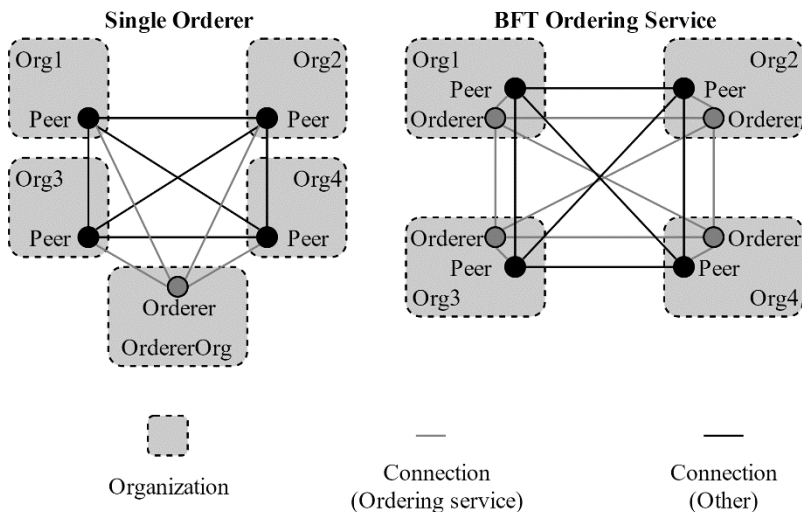 Single Orderer
Org1
Org2
Peer
Peer
Org3
Org4
Peer
Peer
Orderer
OrdererOrg
BFT Ordering Service
Org1
Org2
Peer
Peer
Orderer
Orderer
Orderer
Orderer
Peer
Peer
Org3
Org4
Organization
Connection
(Ordering service)
Connection
(Other)